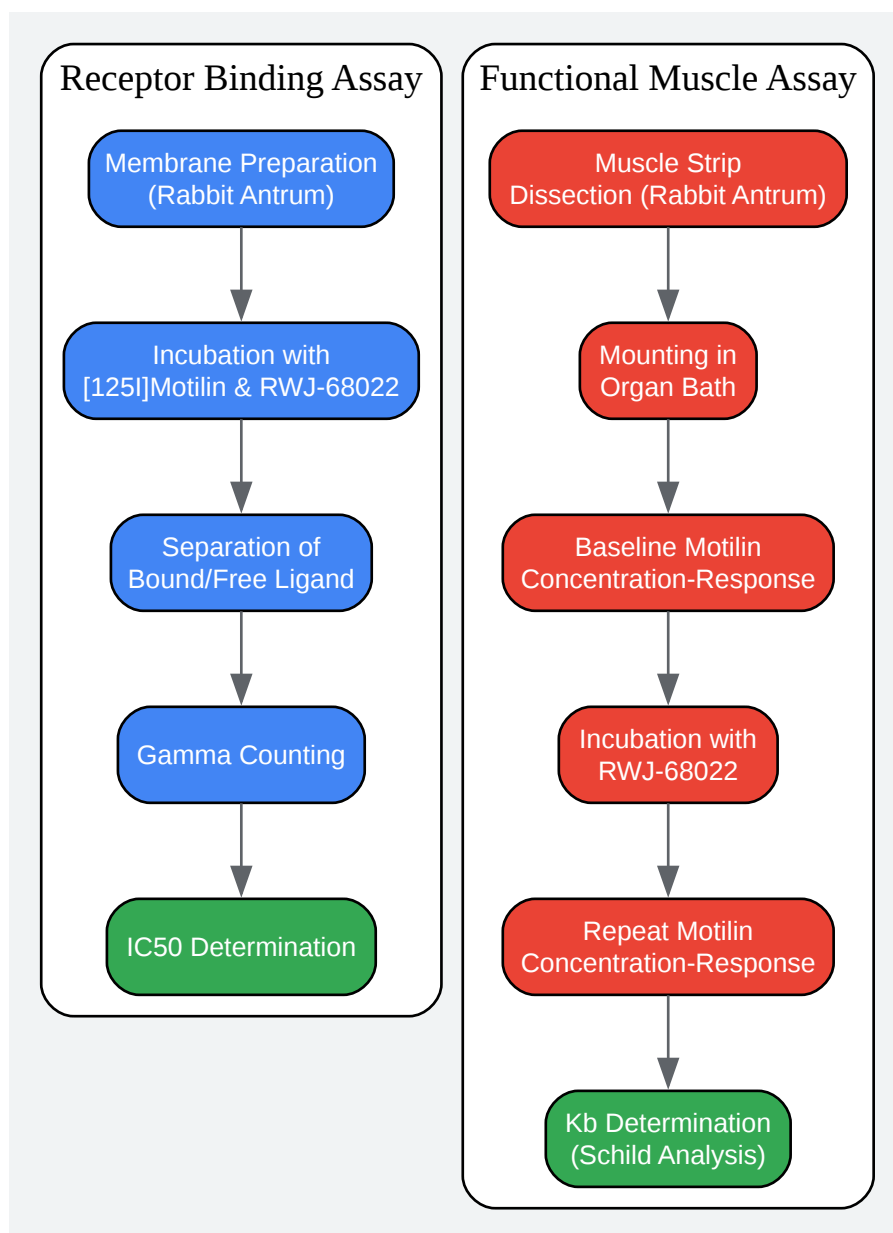 Receptor Binding Assay
Membrane Preparation
(Rabbit Antrum)
Incubation with
[125I]Motilin & RWJ-68022
Separation of
Bound/Free Ligand
Gamma Counting
IC50 Determination
Functional Muscle Assay
Muscle Strip
Dissection (Rabbit Antrum)
Mounting in
Organ Bath
Baseline Motilin
Concentration-Response
Incubation with
RWJ-68022
Repeat Motilin
Concentration-Response
Kb Determination
(Schild Analysis)